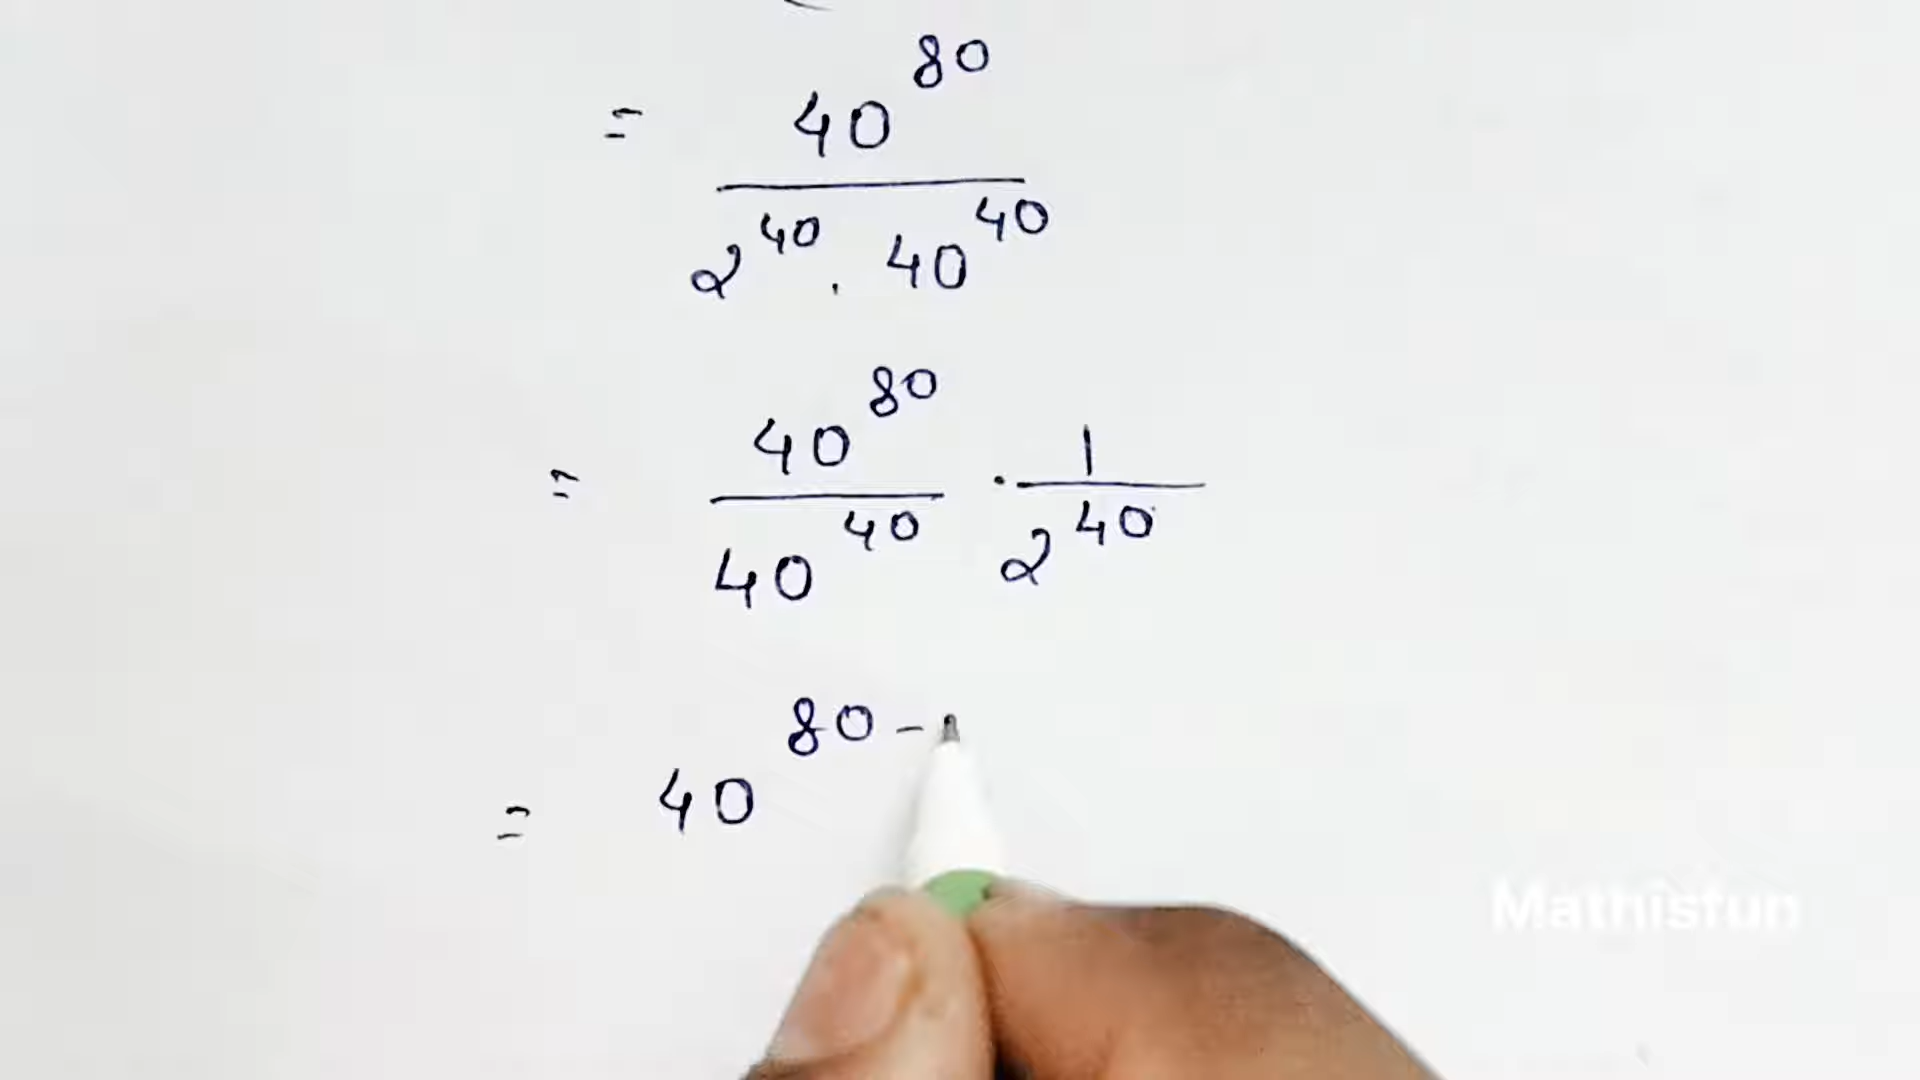 = 40^80 / 2^40 . 40^40
= 40^80 / 40^40 . 1 / 2^40
= 40^80 -
Mathisfun